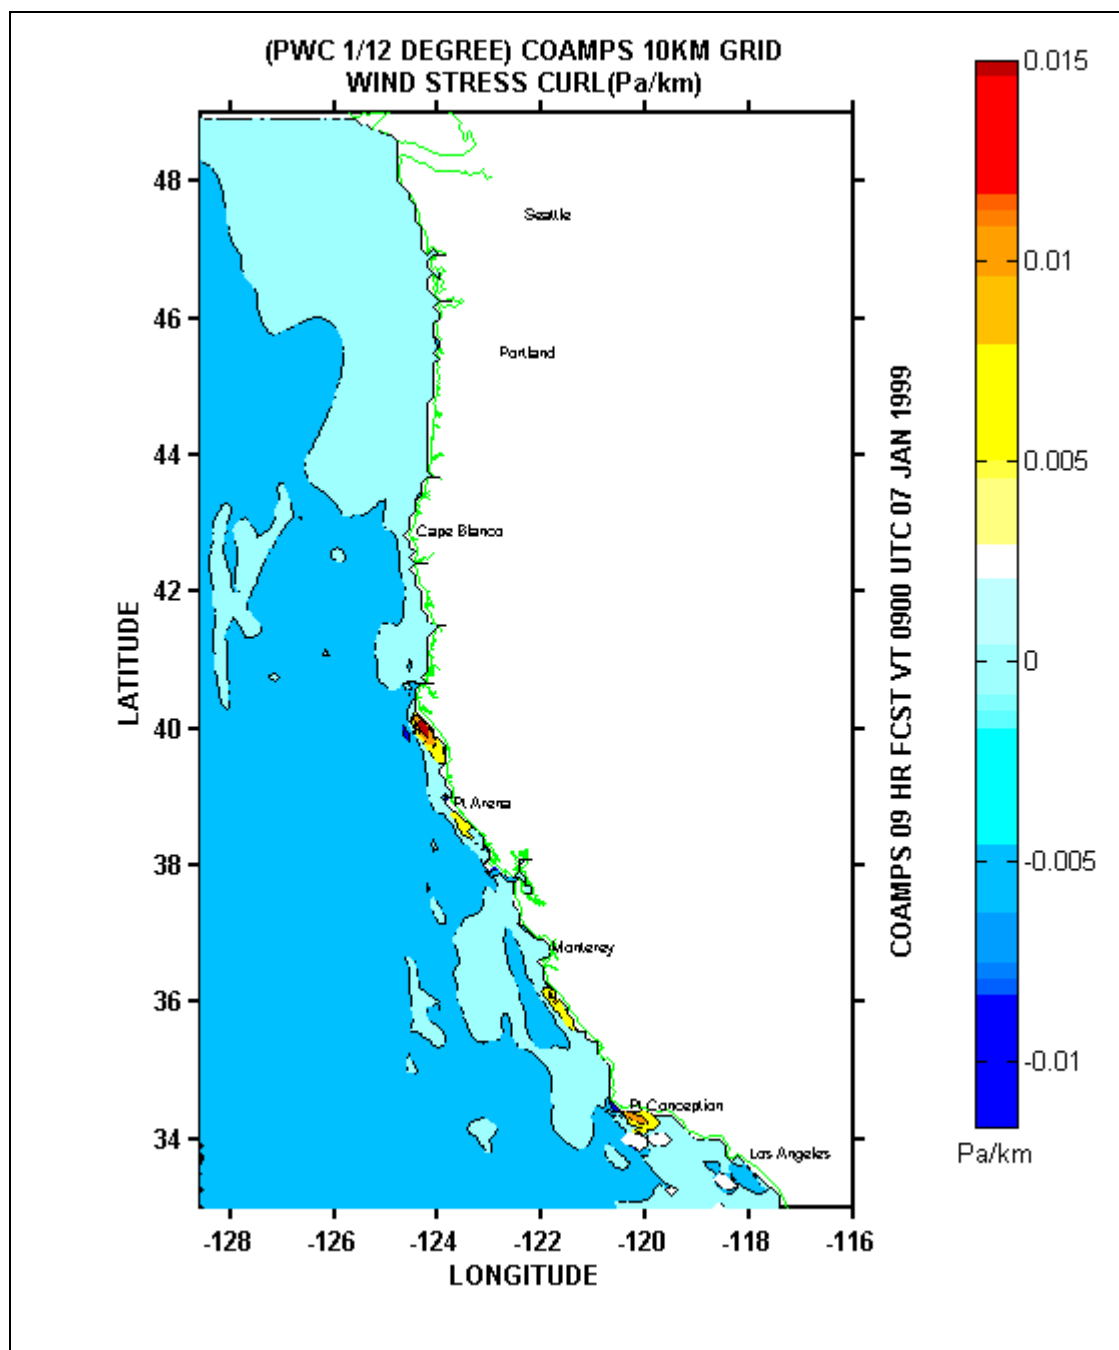 (PWC 1/12 DEGREE) COAMPS 10KM GRID
WIND STRESS CURL(Pa/km)
0.015
0.01
0.005
0
-0.005
-0.01
Pa/km
COAMPS 09 HR FCST VT 0900 UTC 07 JAN 1999
LATITUDE
48
46
44
42
40
38
36
34
Seattle
Portland
Cape Blanco
Pt Arena
Monterey
Pt Conception
Los Angeles
-128
-126
-124
-122
-120
-118
-116
LONGITUDE